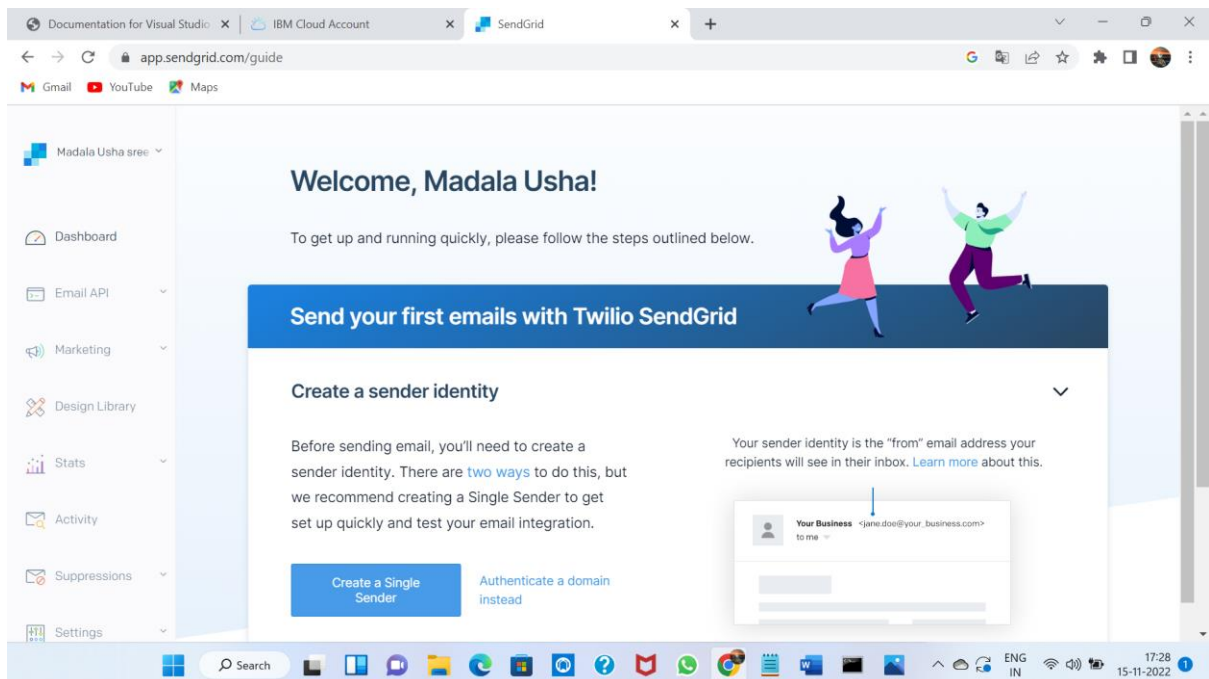 Documentation for Visual Studio
IBM Cloud Account
SendGrid
app.sendgrid.com/guide
Gmail
YouTube
Maps
Madala Usha sree
Welcome, Madala Usha!
To get up and running quickly, please follow the steps outlined below.
Dashboard
Email API
Marketing
Design Library
Stats
Activity
Suppressions
Settings
Send your first emails with Twilio SendGrid
Create a sender identity
Before sending email, you'll need to create a
sender identity. There are two ways to do this, but
we recommend creating a Single Sender to get
set up quickly and test your email integration.
Create a Single
Sender
Authenticate a domain
instead
Your sender identity is the "from" email address your
recipients will see in their inbox. Learn more about this.
Your Business <jane.doe@your_business.com>
to me
Search
ENG
IN
17:28
15-11-2022
1